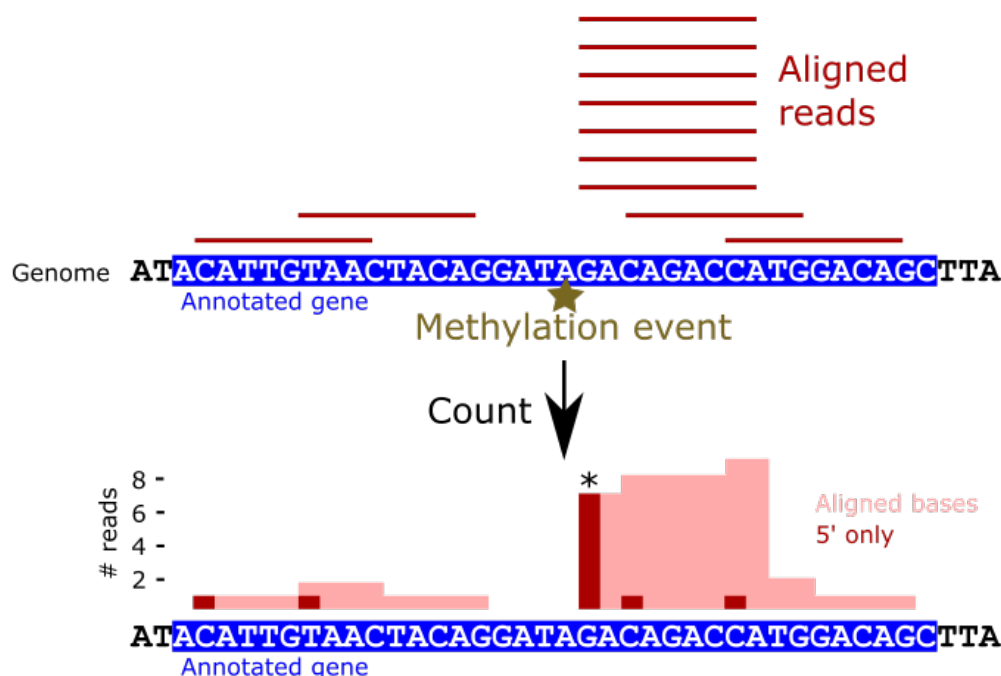 Aligned
reads
Genome ATACATTGTAACTACAGGATAGACAGACCATGGACAGCTTA
Annotated gene
Methylation event
Count
# reads
8
6
4
2
*
Aligned bases
5' only
ATACATTGTAACTACAGGATAGACAGACCATGGACAGCTTA
Annotated gene